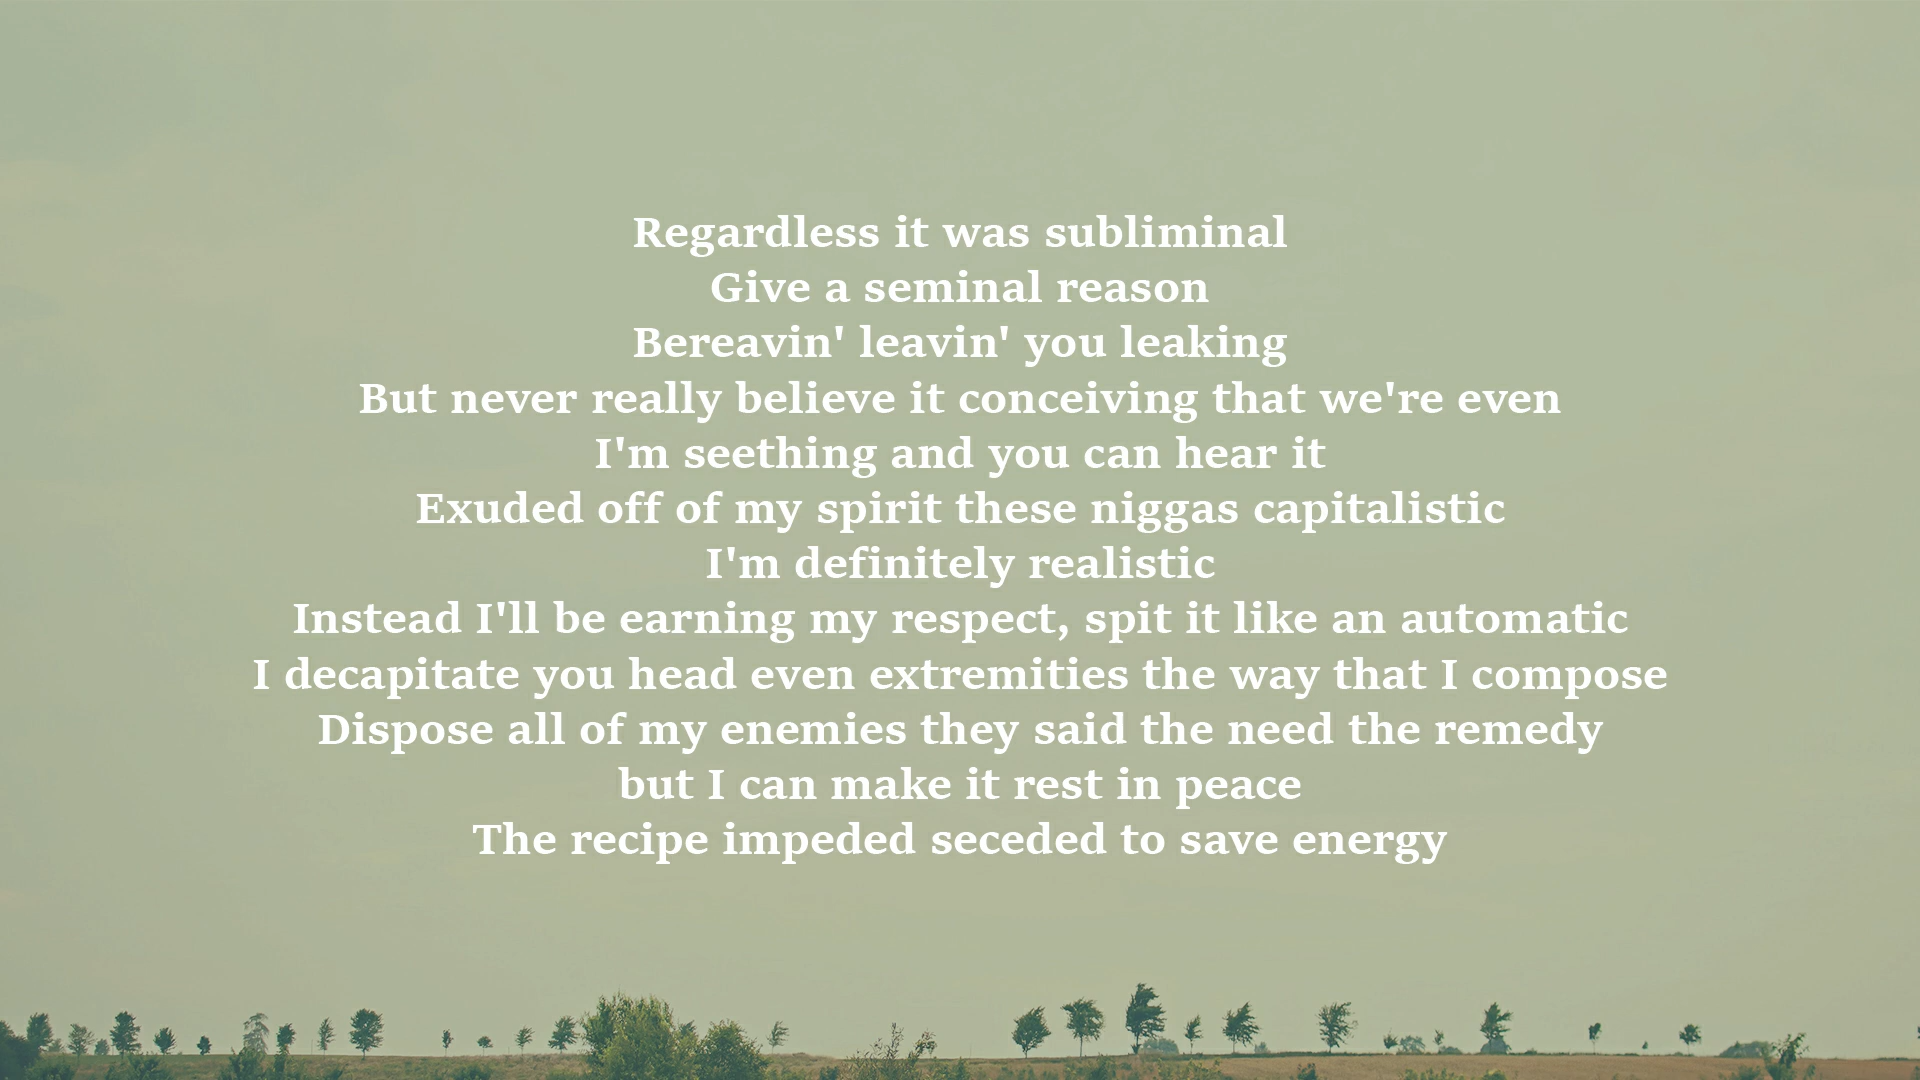 Regardless it was subliminal
Give a seminal reason
Bereavin' leavin' you leaking
But never really believe it conceiving that we're even
I'm seething and you can hear it
Exuded off of my spirit these niggas capitalistic
I'm definitely realistic
Instead I'll be earning my respect, spit it like an automatic
I decapitate you head even extremities the way that I compose
Dispose all of my enemies they said the need the remedy
but I can make it rest in peace
The recipe impeded seceded to save energy